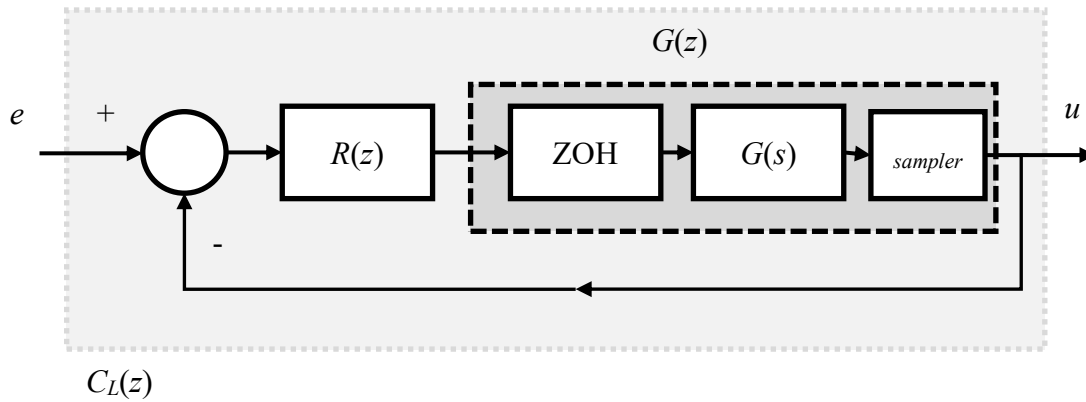 G(z)
e
+
u
R(z)
ZOH
G(s)
sampler
-
C_L(z)